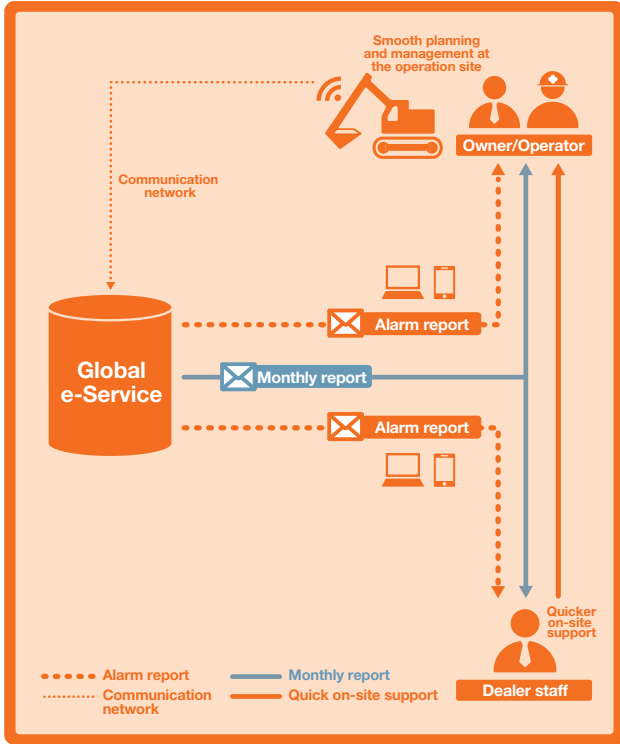 Smooth planning
and management at
the operation site
Owner/Operator
Communication
network
Alarm report
Global
e-Service
Monthly report
Alarm report
Quicker
on-site
support
Dealer staff
Alarm report
Monthly report
Communication
network
Quick on-site support